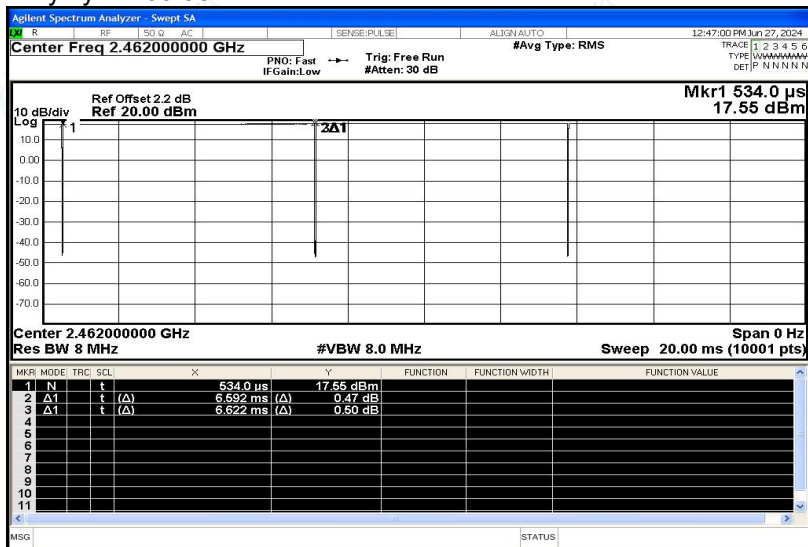 Agilent Spectrum Analyzer - Swept SA
R RF 50 Ω AC SENSE:PULSE ALIGN AUTO 12:47:00 PM Jun 27, 2024
Center Freq 2.462000000 GHz
PNO: Fast
IFGain:Low
Trig: Free Run
#Atten: 30 dB
#Avg Type: RMS
TRACE 1 2 3 4 5 6
TYPE WWWWWW
DET P N N N N N
Mkr1 534.0 µs
17.55 dBm
Ref Offset 2.2 dB
10 dB/div Ref 20.00 dBm
Log
1 2Δ1
10.0
0.00
-10.0
-20.0
-30.0
-40.0
-50.0
-60.0
-70.0
Center 2.462000000 GHz Span 0 Hz
Res BW 8 MHz #VBW 8.0 MHz Sweep 20.00 ms (10001 pts)
MKR MODE TRC SCL X Y FUNCTION FUNCTION WIDTH FUNCTION VALUE
1 N t 534.0 µs 17.55 dBm
2 Δ1 t (Δ) 6.592 ms (Δ) 0.47 dB
3 Δ1 t (Δ) 6.622 ms (Δ) 0.50 dB
4
5
6
7
8
9
10
11
MSG STATUS